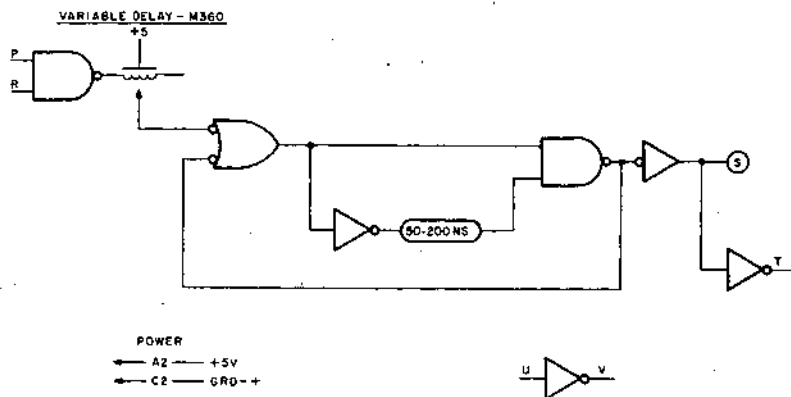 VARIABLE DELAY - M360
+5
P
R
50-200 NS
S
T
POWER
A2 +5V
C2 GRD-+
U V